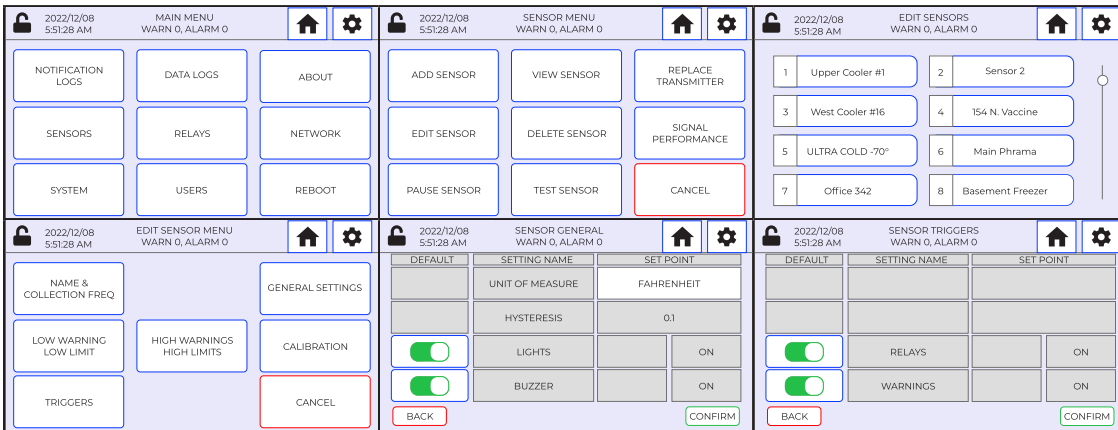 2022/12/08
5:51:28 AM
MAIN MENU
WARN 0, ALARM 0
NOTIFICATION
LOGS
DATA LOGS
ABOUT
SENSORS
RELAYS
NETWORK
SYSTEM
USERS
REBOOT
2022/12/08
5:51:28 AM
SENSOR MENU
WARN 0, ALARM 0
ADD SENSOR
VIEW SENSOR
REPLACE
TRANSMITTER
EDIT SENSOR
DELETE SENSOR
SIGNAL
PERFORMANCE
PAUSE SENSOR
TEST SENSOR
CANCEL
2022/12/08
5:51:28 AM
EDIT SENSORS
WARN 0, ALARM 0
1 Upper Cooler #1
2 Sensor 2
3 West Cooler #16
4 154 N. Vaccine
5 ULTRA COLD -70°
6 Main Phrama
7 Office 342
8 Basement Freezer
2022/12/08
5:51:28 AM
EDIT SENSOR MENU
WARN 0, ALARM 0
NAME &
COLLECTION FREQ
GENERAL SETTINGS
LOW WARNING
LOW LIMIT
HIGH WARNINGS
HIGH LIMITS
CALIBRATION
TRIGGERS
CANCEL
2022/12/08
5:51:28 AM
SENSOR GENERAL
WARN 0, ALARM 0
DEFAULT SETTING NAME SET POINT
UNIT OF MEASURE FAHRENHEIT
HYSTERESIS 0.1
LIGHTS ON
BUZZER ON
BACK CONFIRM
2022/12/08
5:51:28 AM
SENSOR TRIGGERS
WARN 0, ALARM 0
DEFAULT SETTING NAME SET POINT
RELAYS ON
WARNINGS ON
BACK CONFIRM